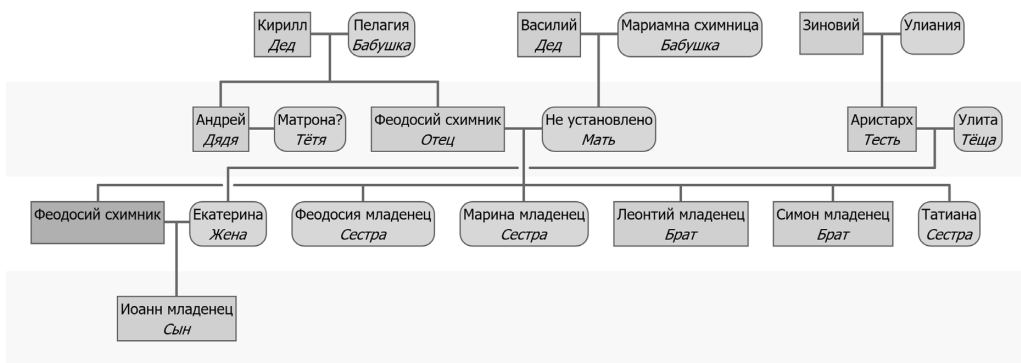 Кирилл
Дед
Пелагия
Бабушка
Василий
Дед
Мариамна схимница
Бабушка
Зиновий
Улиания
Андрей
Дядя
Матрона?
Тётя
Феодосий схимник
Отец
Не установлено
Мать
Аристарх
Тесть
Улита
Тёща
Феодосий схимник
Екатерина
Жена
Феодосия младенец
Сестра
Марина младенец
Сестра
Леонтий младенец
Брат
Симон младенец
Брат
Татиана
Сестра
Иоанн младенец
Сын